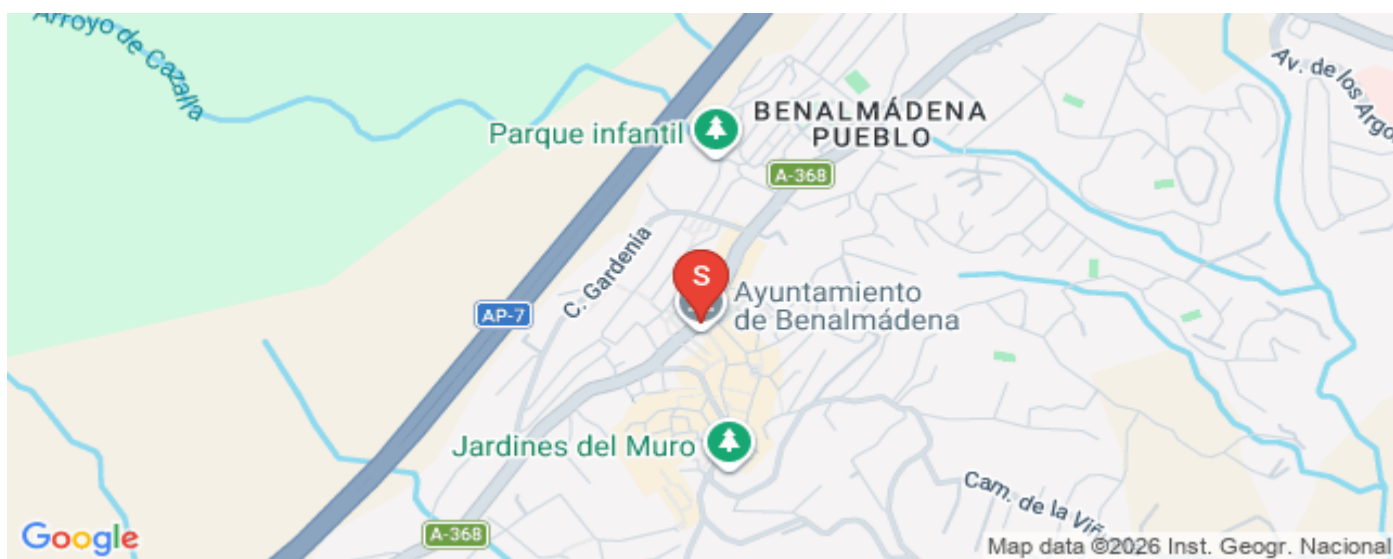 Arroyo de Cazalla
Av. de los Argo
BENALMÁDENA
PUEBLO
Parque infantil
A-368
C. Gardenia
S
Ayuntamiento
de Benalmádena
AP-7
Jardines del Muro
Cam. de la Viñ
A-368
Google
Map data ©2026 Inst. Geogr. Nacional